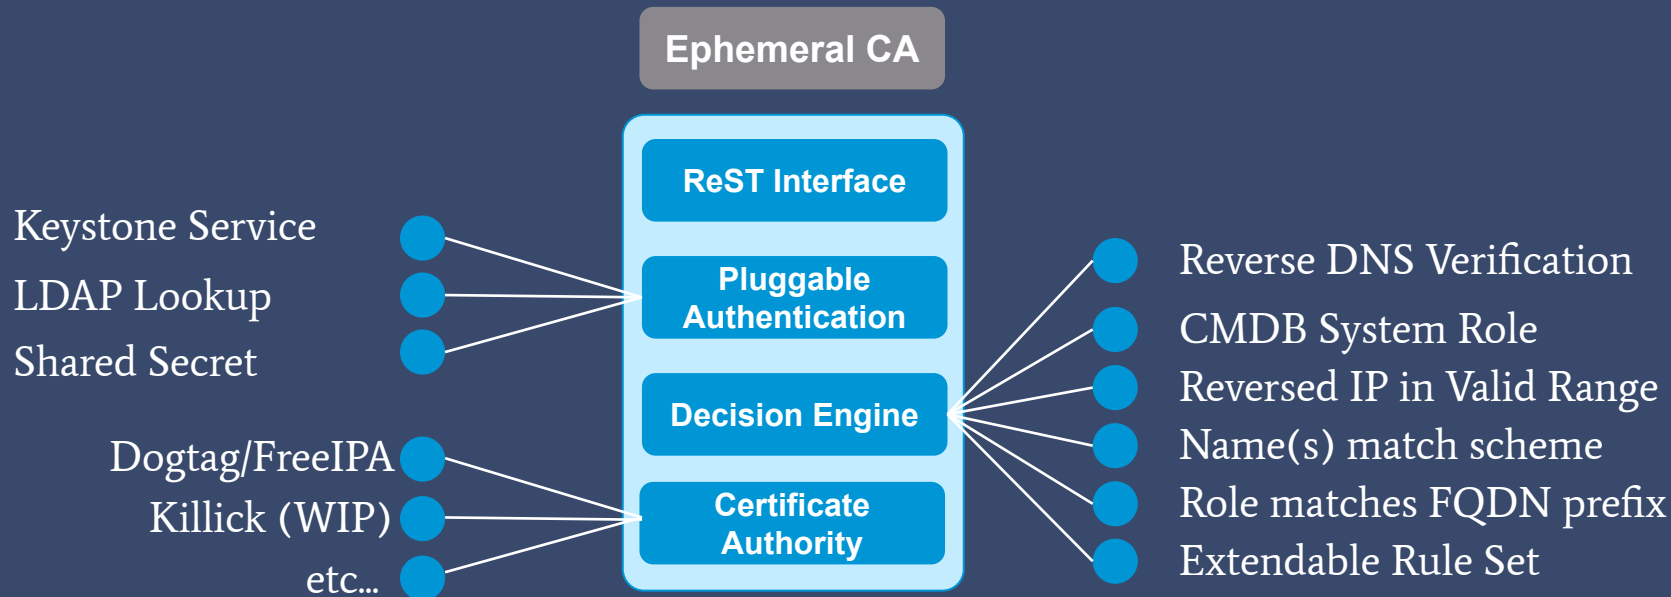 Ephemeral CA
ReST Interface
Keystone Service
LDAP Lookup
Shared Secret
Pluggable
Authentication
Decision Engine
Reverse DNS Verification
CMDB System Role
Reversed IP in Valid Range
Name(s) match scheme
Role matches FQDN prefix
Extendable Rule Set
Dogtag/FreeIPA
Killick (WIP)
etc...
Certificate
Authority